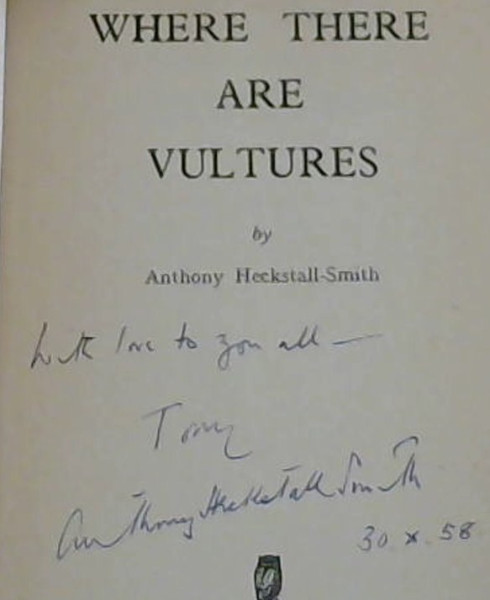 WHERE THERE
ARE
VULTURES
by
Anthony Heckstall-Smith
With love to you all —
Tony
Anthony Heckstall Smith
30 x 58